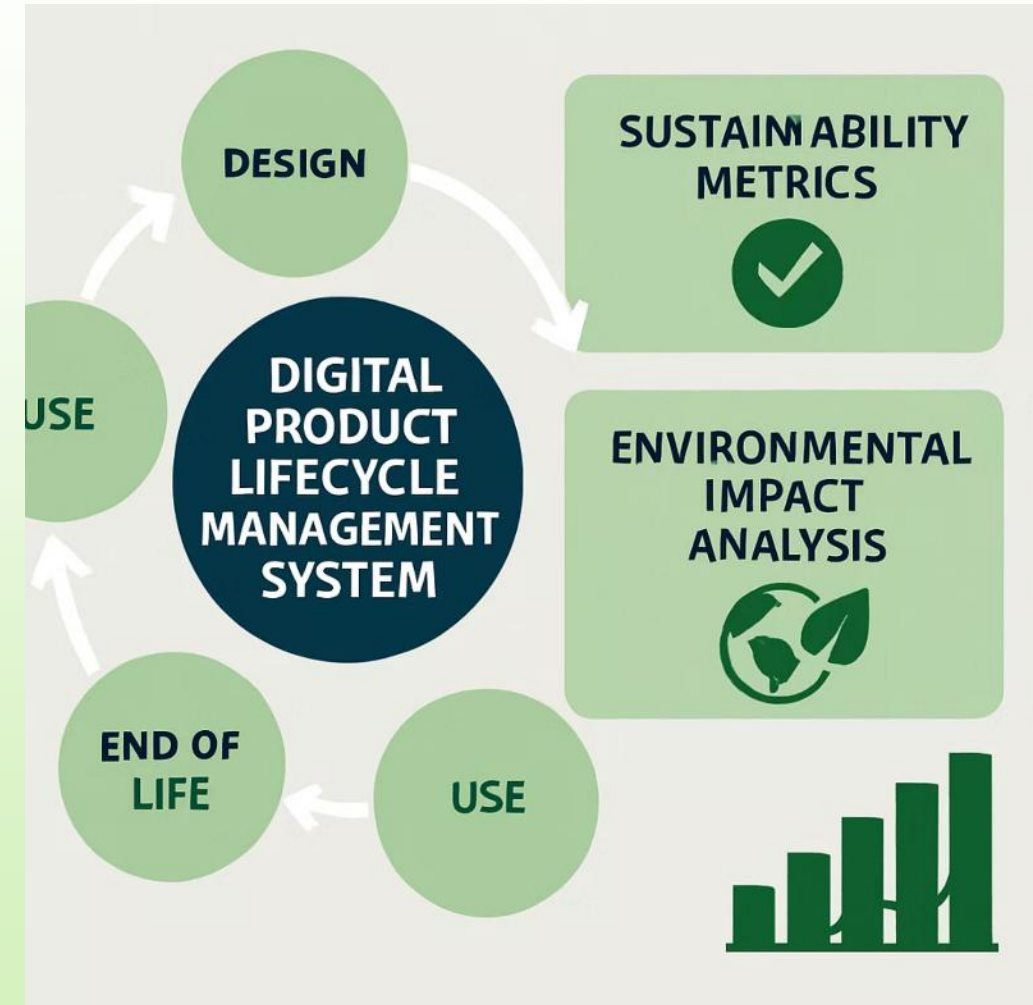 DESIGN
SUSTAINABILITY
METRICS
USE
DIGITAL
PRODUCT
LIFECYCLE
MANAGEMENT
SYSTEM
ENVIRONMENTAL
IMPACT
ANALYSIS
END OF
LIFE
USE